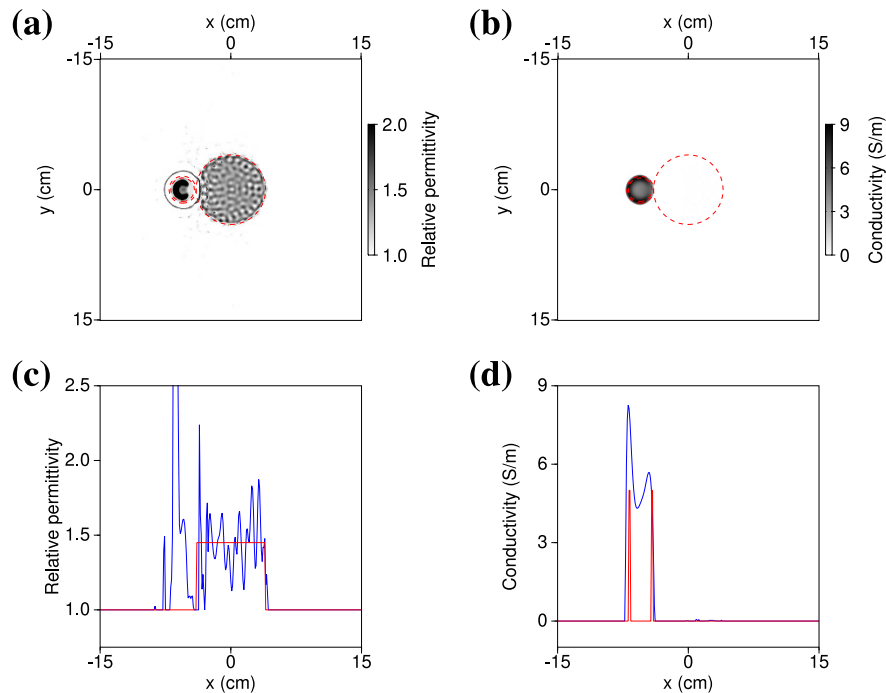 (a)
x (cm)
-15 0 15
-15
0
15
y (cm)
2.0
1.5
1.0
Relative permittivity
(b)
x (cm)
-15 0 15
-15
0
15
y (cm)
9
6
3
0
Conductivity (S/m)
(c)
2.5
2.0
1.5
1.0
Relative permittivity
-15 0 15
x (cm)
(d)
9
6
3
0
Conductivity (S/m)
-15 0 15
x (cm)